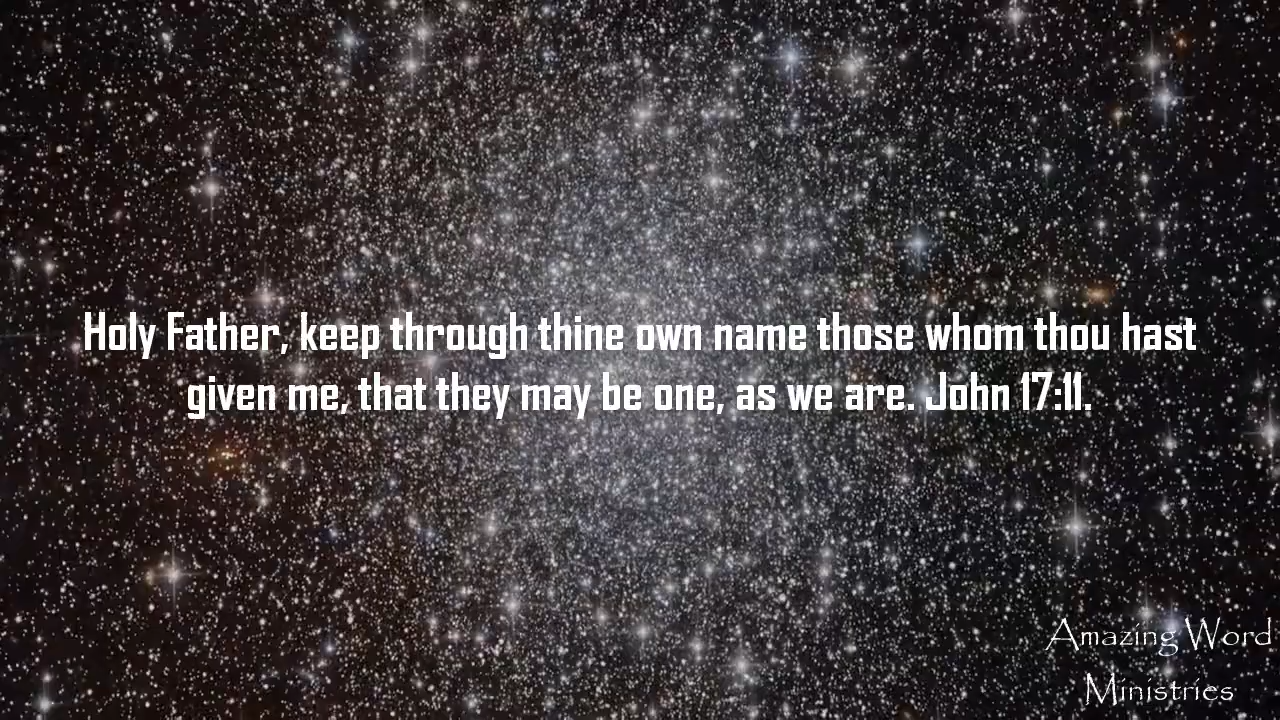 Holy Father, keep through thine own name those whom thou hast
given me, that they may be one, as we are. John 17:11.
Amazing Word
Ministries